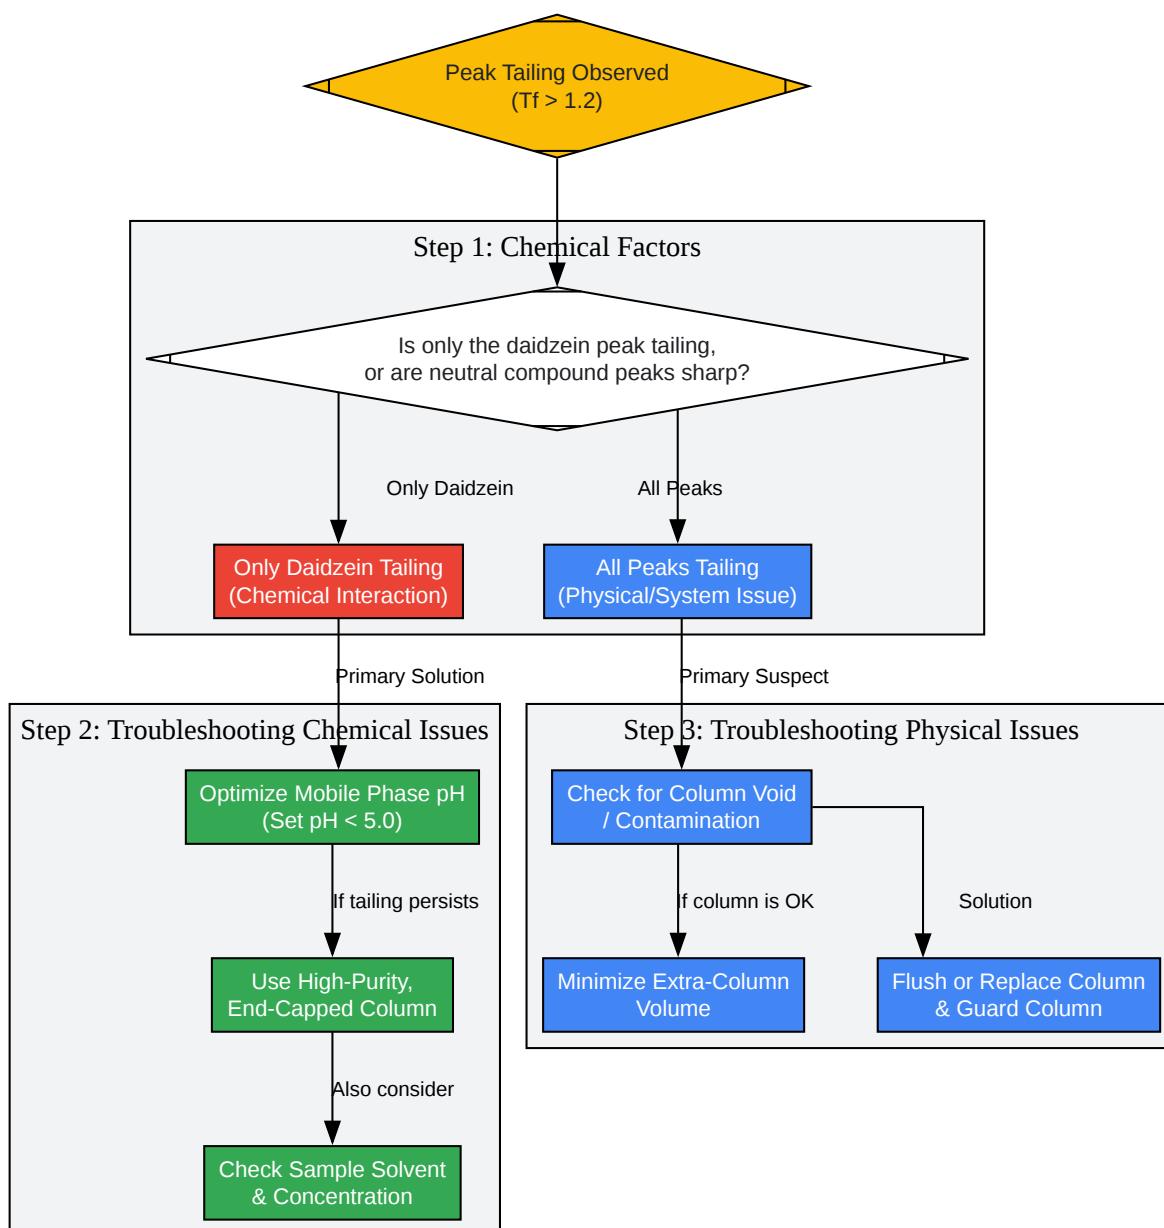 Peak Tailing Observed
(Tf > 1.2)
Step 1: Chemical Factors
Is only the daidzein peak tailing,
or are neutral compound peaks sharp?
Only Daidzein
All Peaks
Only Daidzein Tailing
(Chemical Interaction)
All Peaks Tailing
(Physical/System Issue)
Primary Solution
Primary Suspect
Step 2: Troubleshooting Chemical Issues
Optimize Mobile Phase pH
(Set pH < 5.0)
If tailing persists
Use High-Purity,
End-Capped Column
Also consider
Check Sample Solvent
& Concentration
Step 3: Troubleshooting Physical Issues
Check for Column Void
/ Contamination
If column is OK
Solution
Minimize Extra-Column
Volume
Flush or Replace Column
& Guard Column